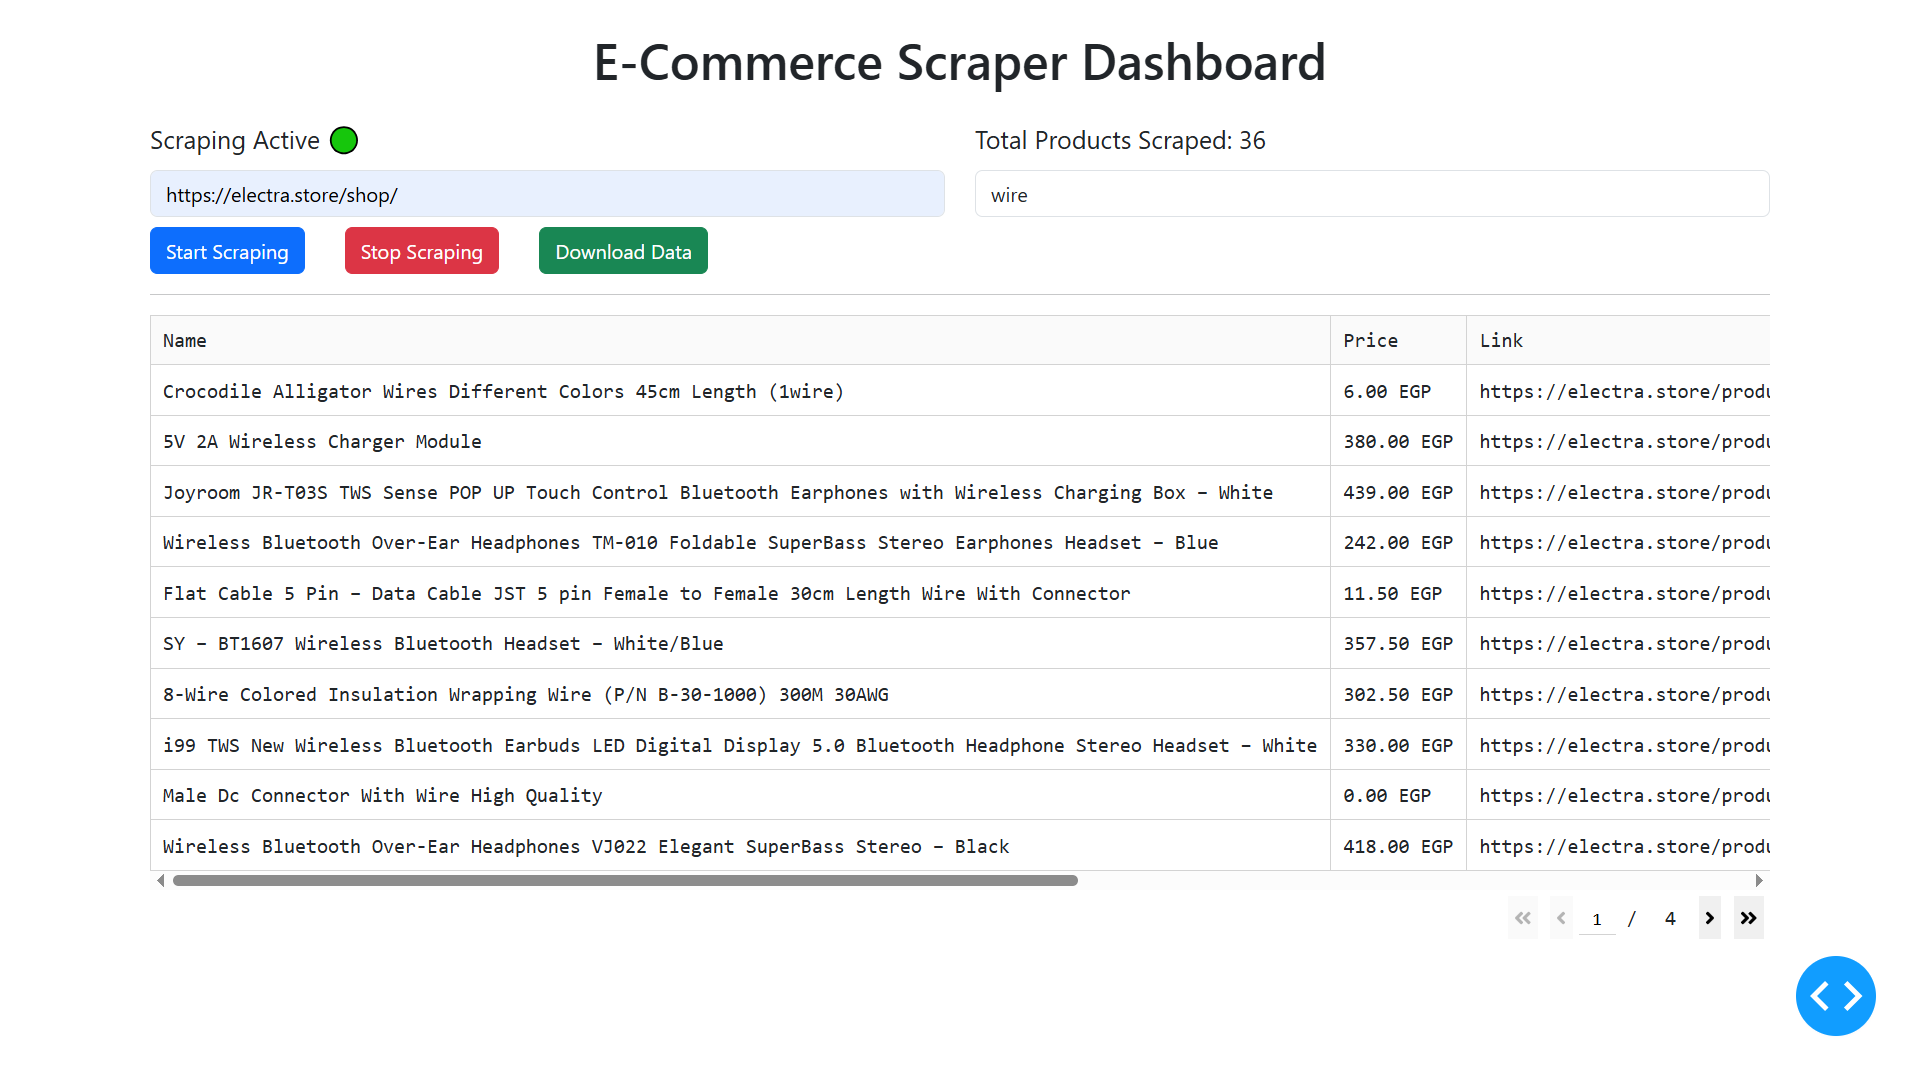 E-Commerce Scraper Dashboard
Scraping Active
Total Products Scraped: 36
https://electra.store/shop/
wire
Start Scraping Stop Scraping Download Data
Name Price Link
Crocodile Alligator Wires Different Colors 45cm Length (1wire) 6.00 EGP https://electra.store/produ
5V 2A Wireless Charger Module 380.00 EGP https://electra.store/produ
Joyroom JR-T03S TWS Sense POP UP Touch Control Bluetooth Earphones with Wireless Charging Box – White 439.00 EGP https://electra.store/produ
Wireless Bluetooth Over-Ear Headphones TM-010 Foldable SuperBass Stereo Earphones Headset – Blue 242.00 EGP https://electra.store/produ
Flat Cable 5 Pin – Data Cable JST 5 pin Female to Female 30cm Length Wire With Connector 11.50 EGP https://electra.store/produ
SY – BT1607 Wireless Bluetooth Headset – White/Blue 357.50 EGP https://electra.store/produ
8-Wire Colored Insulation Wrapping Wire (P/N B-30-1000) 300M 30AWG 302.50 EGP https://electra.store/produ
i99 TWS New Wireless Bluetooth Earbuds LED Digital Display 5.0 Bluetooth Headphone Stereo Headset – White 330.00 EGP https://electra.store/produ
Male Dc Connector With Wire High Quality 0.00 EGP https://electra.store/produ
Wireless Bluetooth Over-Ear Headphones VJ022 Elegant SuperBass Stereo – Black 418.00 EGP https://electra.store/produ
1 / 4